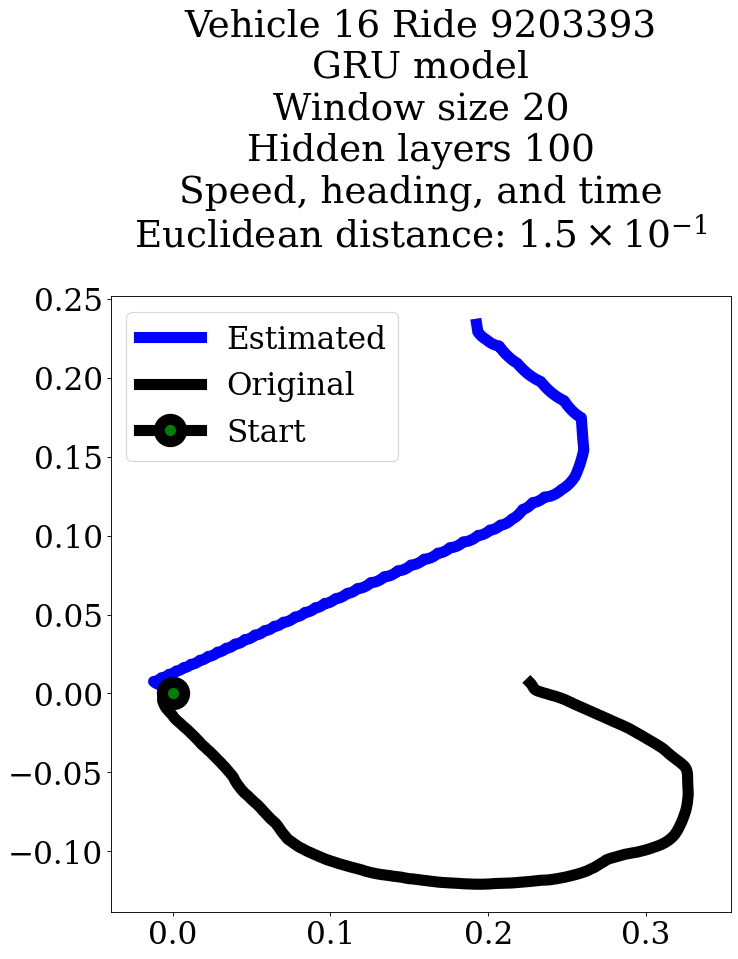 Vehicle 16 Ride 9203393
GRU model
Window size 20
Hidden layers 100
Speed, heading, and time
Euclidean distance: 1.5 × 10⁻¹
0.25
0.20
0.15
0.10
0.05
0.00
−0.05
−0.10
Estimated
Original
Start
0.0 0.1 0.2 0.3